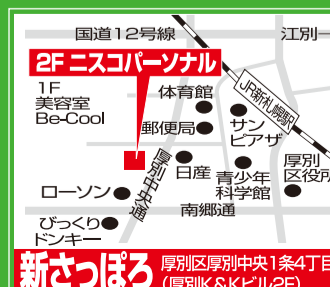 国道12号線
江別→
2F ニスコパーソナル
1F
美容室
Be-Cool
体育館
JR新札幌駅
郵便局
サン
ピアザ
厚別中央通
日産
青少年
科学館
厚別
区役所
ローソン
南郷通
びっくり
ドンキー
新さっぽろ
厚別区厚別中央1条4丁目
(厚別K&Kビル2F)